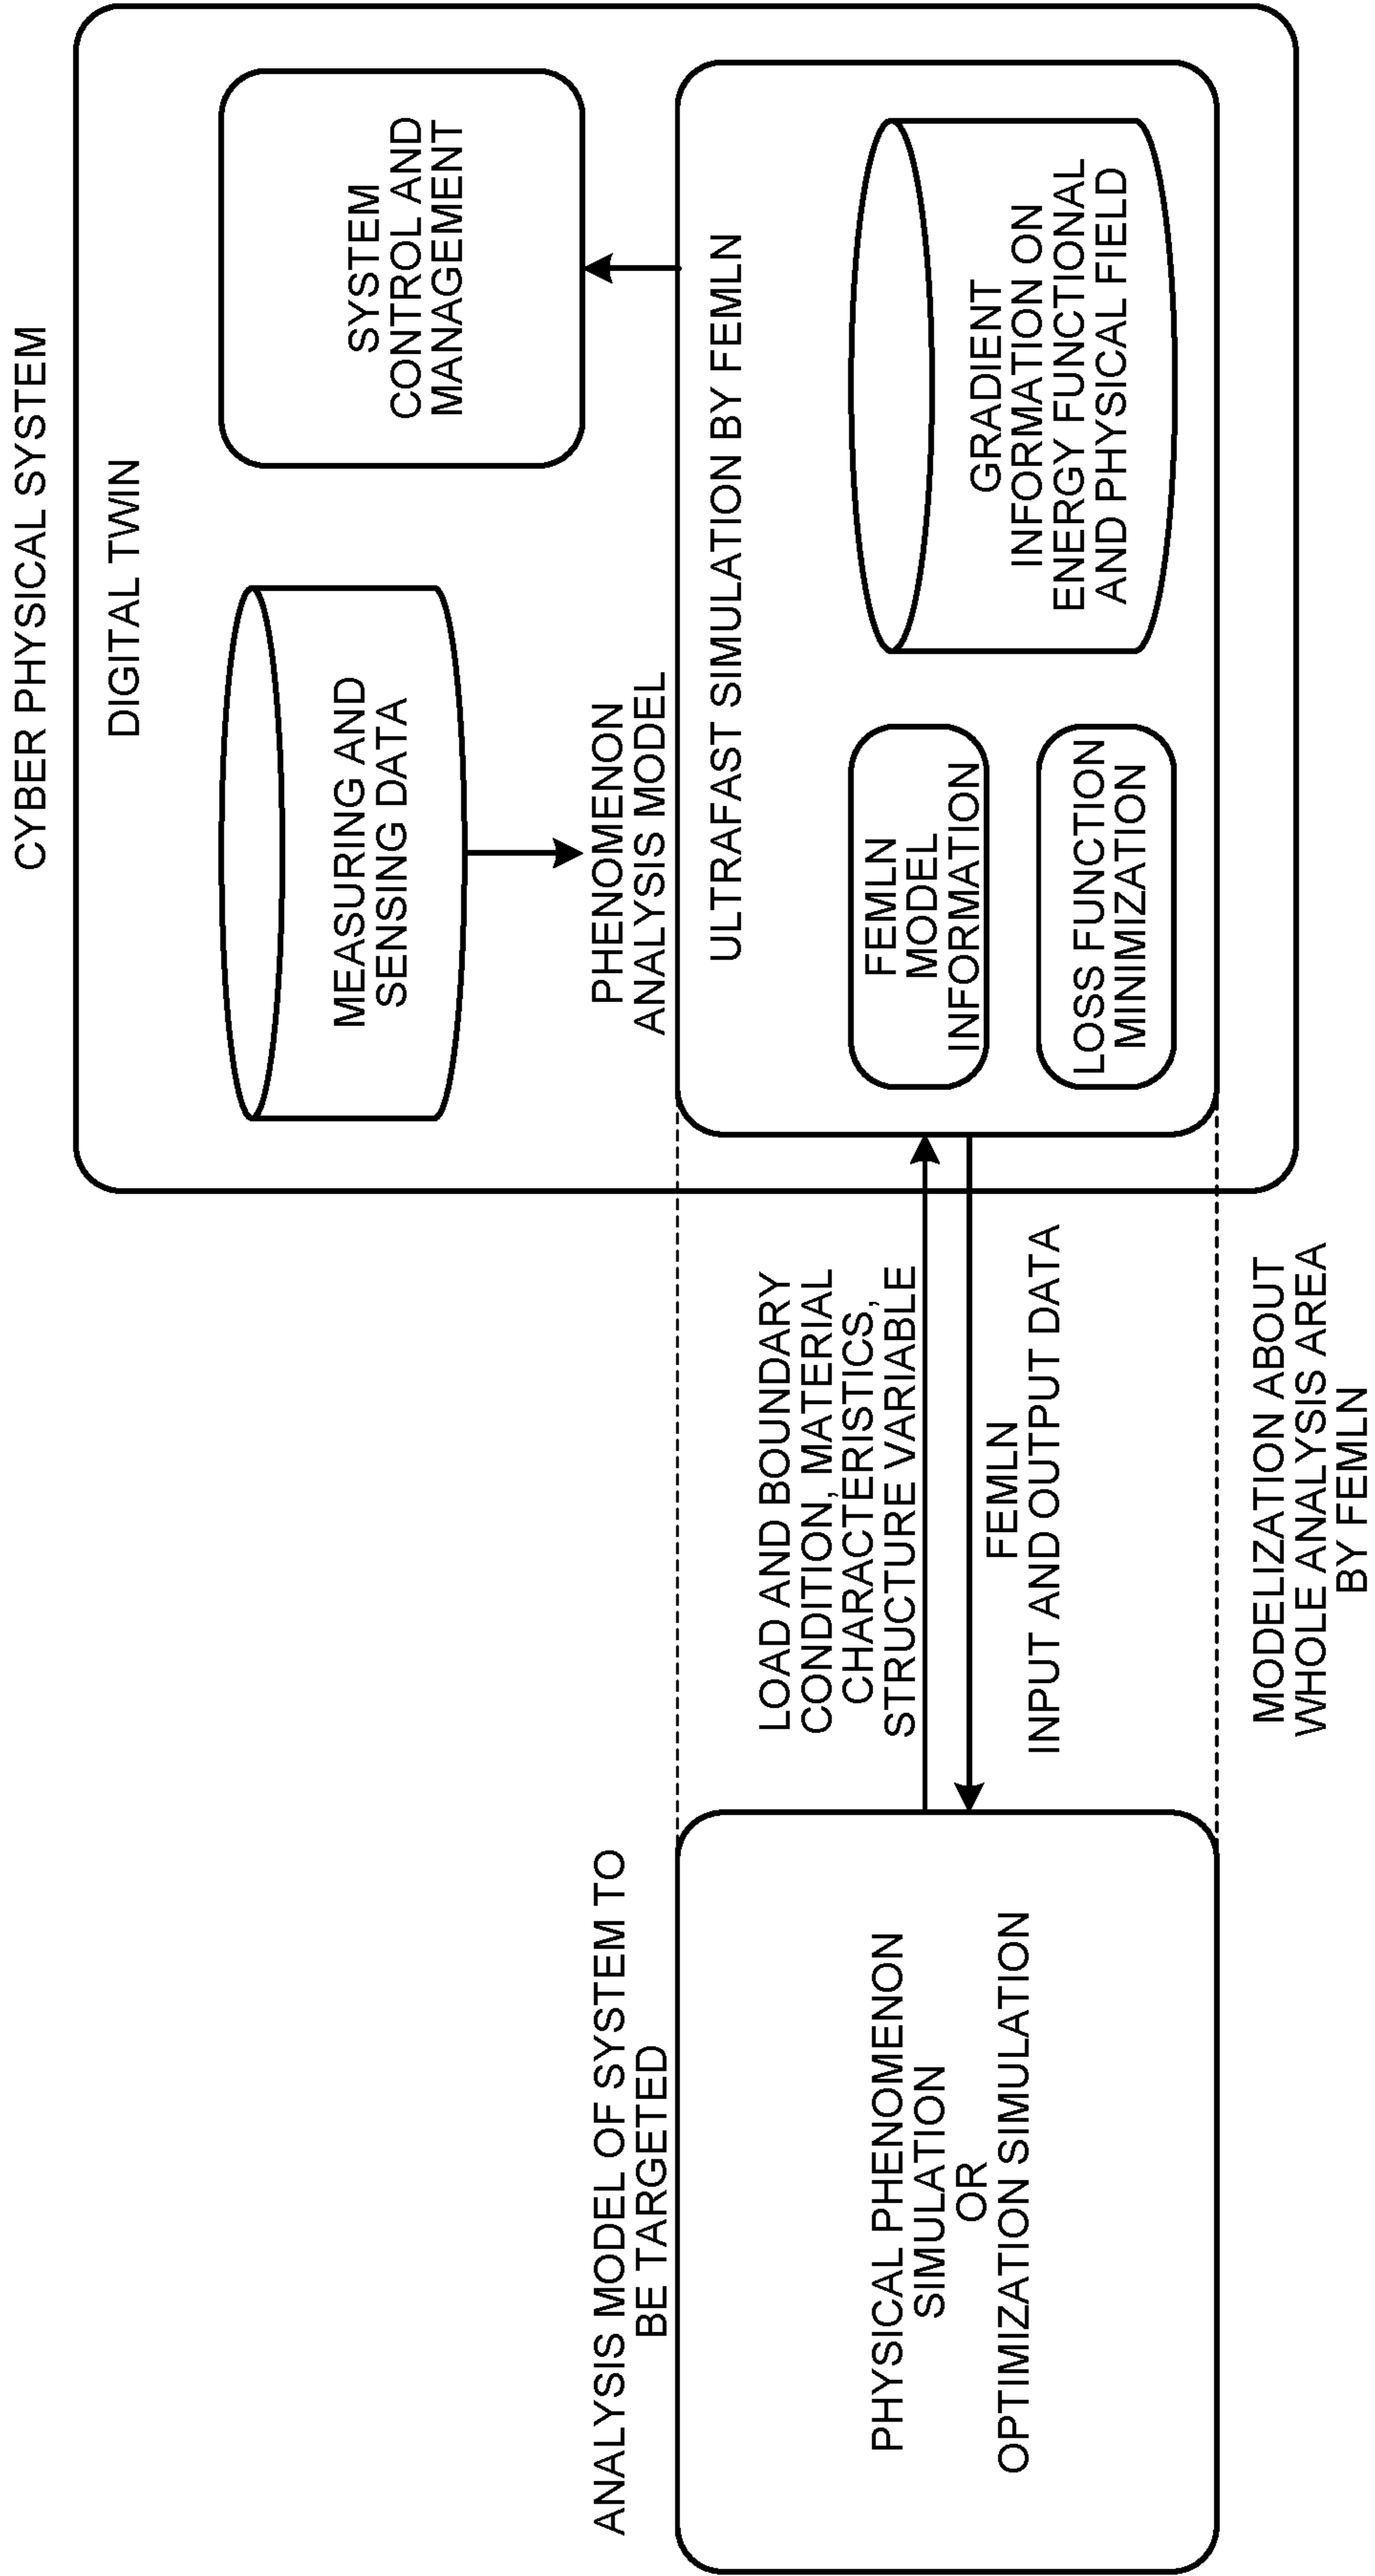 CYBER PHYSICAL SYSTEM
DIGITAL TWIN
MEASURING AND
SENSING DATA
SYSTEM
CONTROL AND
MANAGEMENT
ANALYSIS MODEL OF SYSTEM TO
BE TARGETED
PHENOMENON
ANALYSIS MODEL
PHYSICAL PHENOMENON
SIMULATION
OR
OPTIMIZATION SIMULATION
LOAD AND BOUNDARY
CONDITION, MATERIAL
CHARACTERISTICS,
STRUCTURE VARIABLE
FEMLN
INPUT AND OUTPUT DATA
ULTRAFAST SIMULATION BY FEMLN
FEMLN
MODEL
INFORMATION
LOSS FUNCTION
MINIMIZATION
GRADIENT
INFORMATION ON
ENERGY FUNCTIONAL
AND PHYSICAL FIELD
MODELIZATION ABOUT
WHOLE ANALYSIS AREA
BY FEMLN